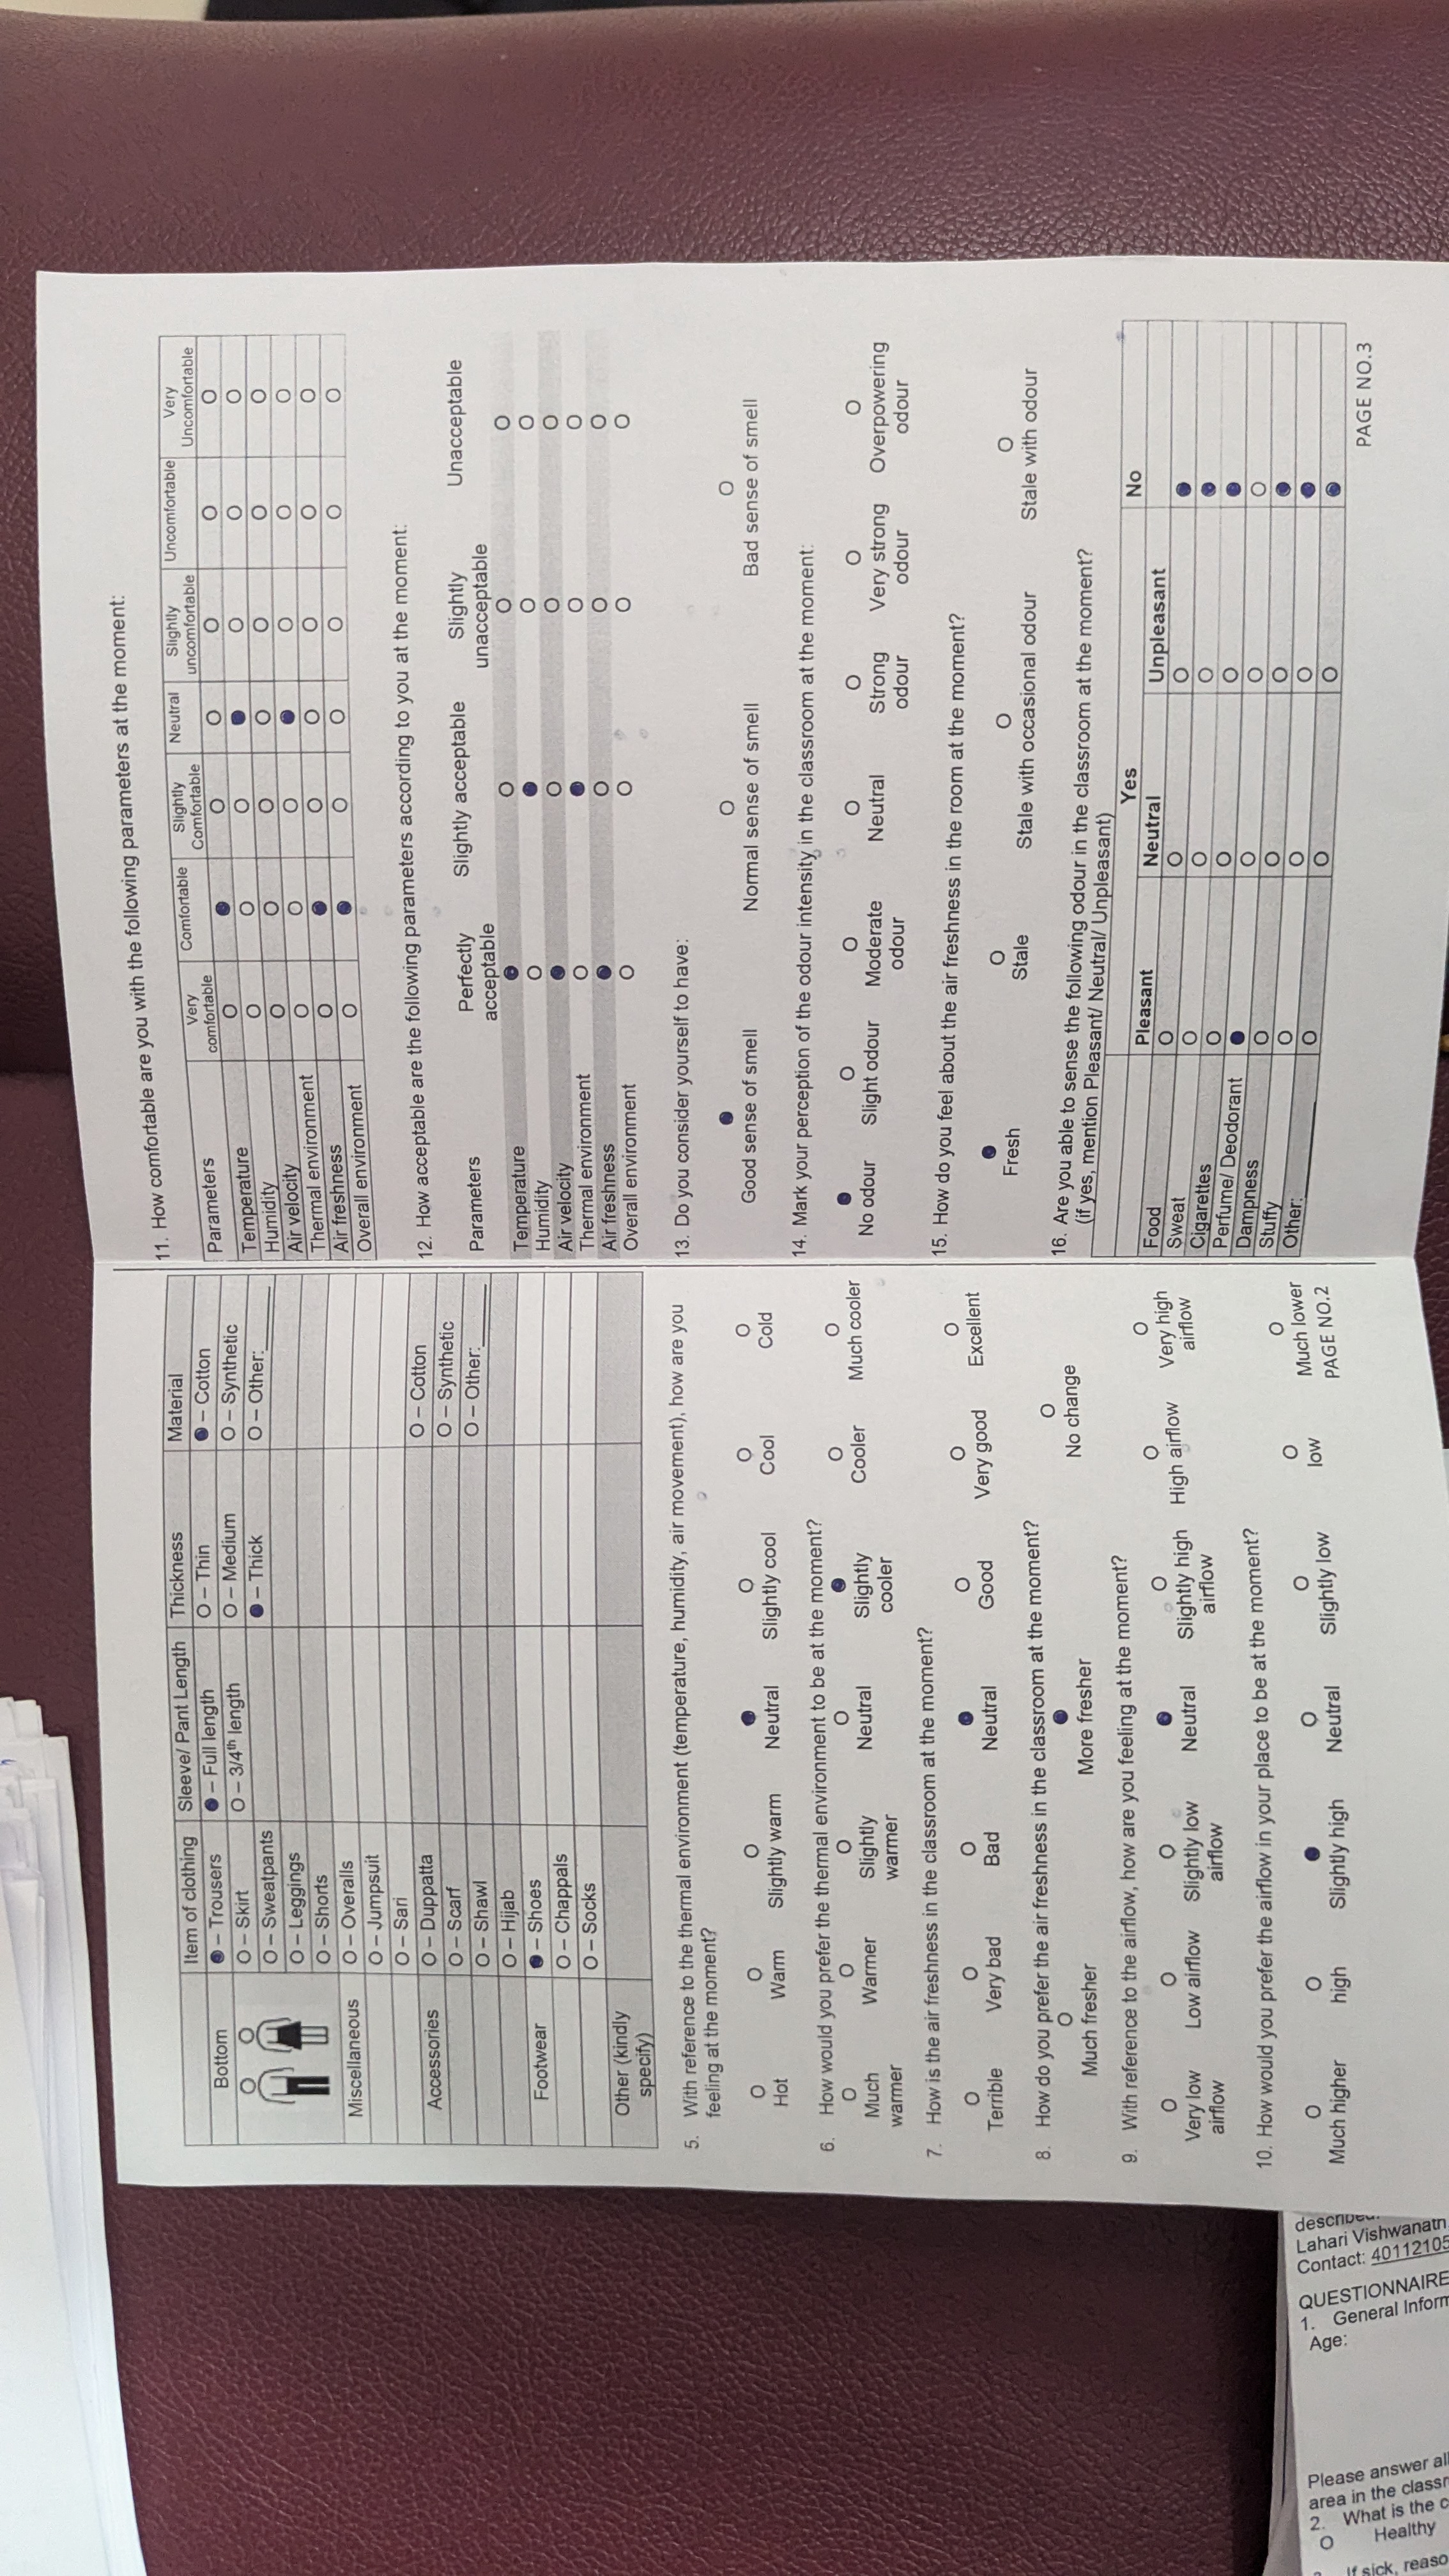 Item of clothing Sleeve/ Pant Length Thickness Material
Bottom – Trousers – Full length O – Thin – Cotton
O – Skirt O – 3/4th length O – Medium O – Synthetic
O – Sweatpants – Thick O – Other:
O – Leggings
O – Shorts
Miscellaneous O – Overalls
O – Jumpsuit
O – Sari
Accessories O – Duppatta O – Cotton
O – Scarf O – Synthetic
O – Shawl O – Other:
O – Hijab
Footwear – Shoes
O – Chappals
O – Socks
Other (kindly specify)
5. With reference to the thermal environment (temperature, humidity, air movement), how are you
feeling at the moment?
Hot Warm Slightly warm Neutral Slightly cool Cool Cold
6. How would you prefer the thermal environment to be at the moment?
Much warmer Warmer Slightly warmer Neutral Slightly cooler Cooler Much cooler
7. How is the air freshness in the classroom at the moment?
Terrible Very bad Bad Neutral Good Very good Excellent
8. How do you prefer the air freshness in the classroom at the moment?
Much fresher More fresher No change
9. With reference to the airflow, how are you feeling at the moment?
Very low airflow Low airflow Slightly low airflow Neutral Slightly high airflow High airflow Very high airflow
10. How would you prefer the airflow in your place to be at the moment?
Much higher high Slightly high Neutral Slightly low low Much lower
PAGE NO.2
11. How comfortable are you with the following parameters at the moment:
Parameters Very comfortable Comfortable Slightly Comfortable Neutral Slightly uncomfortable Uncomfortable Very Uncomfortable
Temperature
Humidity
Air velocity
Thermal environment
Air freshness
Overall environment
12. How acceptable are the following parameters according to you at the moment:
Parameters Perfectly acceptable Slightly acceptable Slightly unacceptable Unacceptable
Temperature
Humidity
Air velocity
Thermal environment
Air freshness
Overall environment
13. Do you consider yourself to have:
Good sense of smell Normal sense of smell Bad sense of smell
14. Mark your perception of the odour intensity in the classroom at the moment:
No odour Slight odour Moderate odour Neutral Strong odour Very strong odour Overpowering odour
15. How do you feel about the air freshness in the room at the moment?
Fresh Stale Stale with occasional odour Stale with odour
16. Are you able to sense the following odour in the classroom at the moment?
(if yes, mention Pleasant/ Neutral/ Unpleasant)
Yes No
Pleasant Neutral Unpleasant
Food
Sweat
Cigarettes
Perfume/ Deodorant
Dampness
Stuffy
Other:
PAGE NO.3
Lahari Vishwanath
Contact: 40112105
QUESTIONNAIRE
1. General Inform
Age:
Please answer all
area in the classr
2. What is the c
O Healthy
If sick, reaso